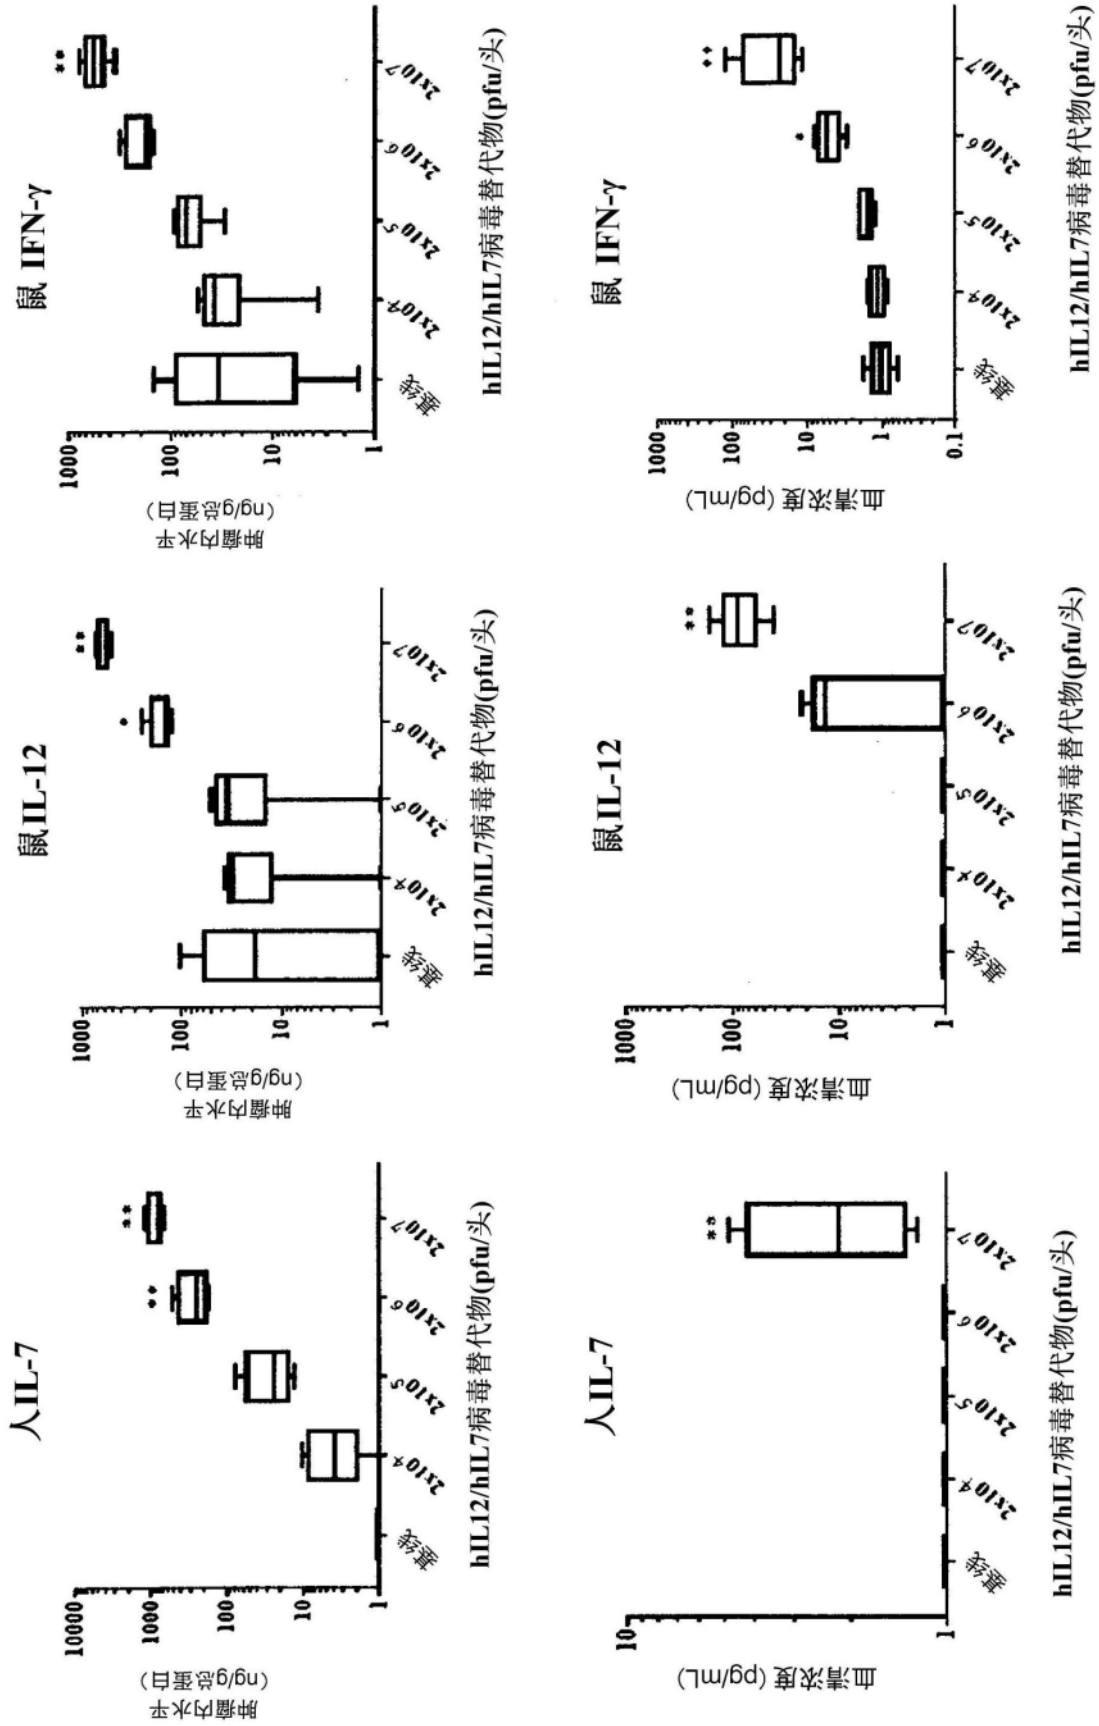 人IL-7
肿瘤内水平
（ng/g总蛋白）
10000
1000
100
10
1
基线
2x10⁴
2x10⁵
2x10⁶
2x10⁷
**
**
hIL12/hIL7病毒替代物(pfu/头)
鼠IL-12
肿瘤内水平
（ng/g总蛋白）
1000
100
10
1
基线
2x10⁴
2x10⁵
2x10⁶
2x10⁷
*
**
hIL12/hIL7病毒替代物(pfu/头)
鼠 IFN-γ
肿瘤内水平
（ng/g总蛋白）
1000
100
10
1
基线
2x10⁴
2x10⁵
2x10⁶
2x10⁷
**
hIL12/hIL7病毒替代物(pfu/头)
人IL-7
血清浓度（pg/mL）
10
1
基线
2x10⁴
2x10⁵
2x10⁶
2x10⁷
**
hIL12/hIL7病毒替代物(pfu/头)
鼠IL-12
血清浓度（pg/mL）
1000
100
10
1
基线
2x10⁴
2x10⁵
2x10⁶
2x10⁷
**
hIL12/hIL7病毒替代物(pfu/头)
鼠 IFN-γ
血清浓度（pg/mL）
1000
100
10
1
0.1
基线
2x10⁴
2x10⁵
2x10⁶
2x10⁷
*
**
hIL12/hIL7病毒替代物(pfu/头)